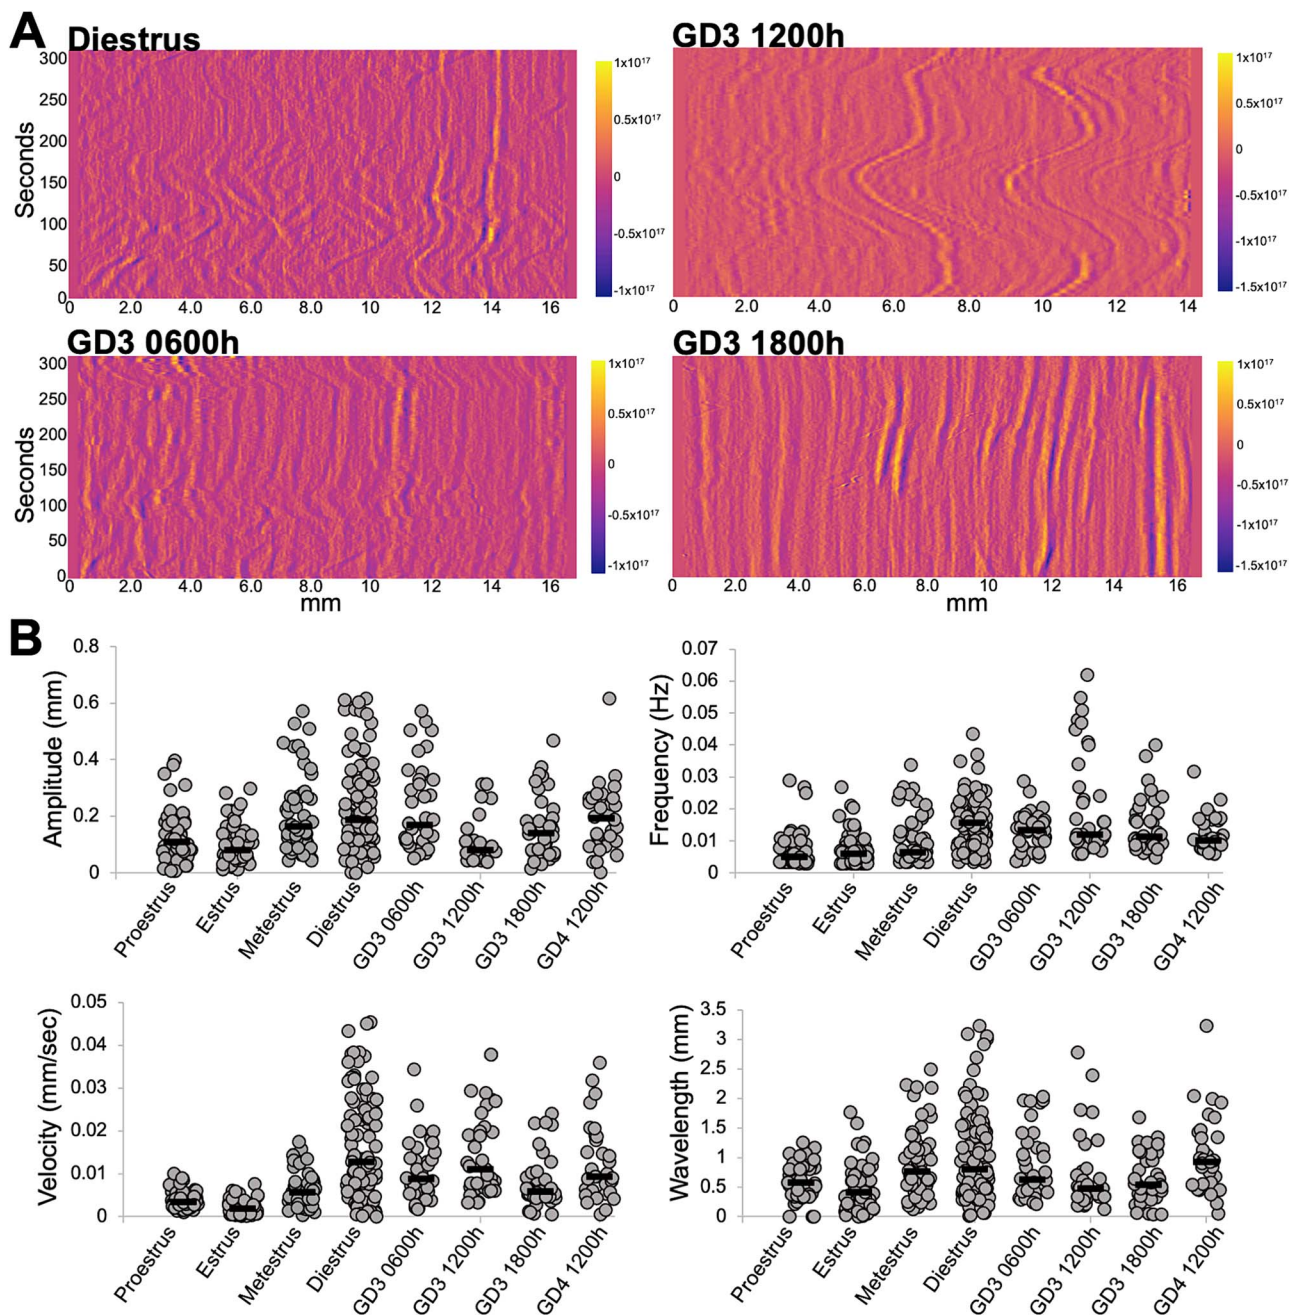 A
Diestrus
Seconds
300
250
200
150
100
50
0
0
2.0
4.0
6.0
8.0
10
12
14
16
1x10¹⁷
0.5x10¹⁷
0
-0.5x10¹⁷
-1x10¹⁷
GD3 1200h
0
2.0
4.0
6.0
8.0
10
12
14
1x10¹⁷
0.5x10¹⁷
0
-0.5x10¹⁷
-1x10¹⁷
-1.5x10¹⁷
GD3 0600h
Seconds
300
250
200
150
100
50
0
0
2.0
4.0
6.0
8.0
10
12
14
16
mm
1x10¹⁷
0.5x10¹⁷
0
-0.5x10¹⁷
-1x10¹⁷
GD3 1800h
0
2.0
4.0
6.0
8.0
10
12
14
16
mm
1x10¹⁷
0.5x10¹⁷
0
-0.5x10¹⁷
-1x10¹⁷
-1.5x10¹⁷
B
Amplitude (mm)
0.8
0.6
0.4
0.2
0
Proestrus
Estrus
Metestrus
Diestrus
GD3 0600h
GD3 1200h
GD3 1800h
GD4 1200h
Frequency (Hz)
0.07
0.06
0.05
0.04
0.03
0.02
0.01
0
Proestrus
Estrus
Metestrus
Diestrus
GD3 0600h
GD3 1200h
GD3 1800h
GD4 1200h
Velocity (mm/sec)
0.05
0.04
0.03
0.02
0.01
0
Proestrus
Estrus
Metestrus
Diestrus
GD3 0600h
GD3 1200h
GD3 1800h
GD4 1200h
Wavelength (mm)
3.5
3
2.5
2
1.5
1
0.5
0
Proestrus
Estrus
Metestrus
Diestrus
GD3 0600h
GD3 1200h
GD3 1800h
GD4 1200h